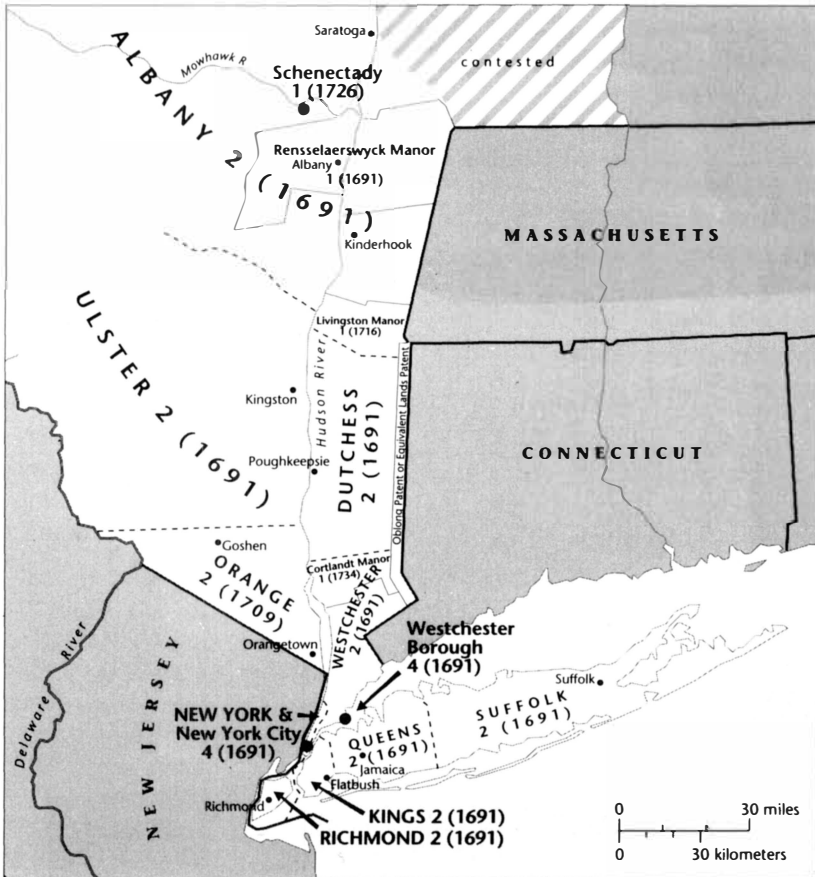 Saratoga
contested
Mowhawk R
ALBANY 2 (1691)
Schenectady
1 (1726)
Rensselaerswyck Manor
Albany
1 (1691)
Kinderhook
MASSACHUSETTS
Livingston Manor
1 (1716)
ULSTER 2 (1691)
Hudson River
Kingston
DUTCHESS
2 (1691)
Oblong Patent or Equivalent Lands Patent
CONNECTICUT
Poughkeepsie
Goshen
ORANGE
2 (1709)
Cortlandt Manor
1 (1734)
WESTCHESTER
2 (1691)
Orangetown
Westchester
Borough
4 (1691)
Delaware River
NEW JERSEY
Suffolk
SUFFOLK
2 (1691)
NEW YORK &
New York City
4 (1691)
QUEENS
2 (1691)
Jamaica
Flatbush
Richmond
KINGS 2 (1691)
RICHMOND 2 (1691)
0 30 miles
0 30 kilometers